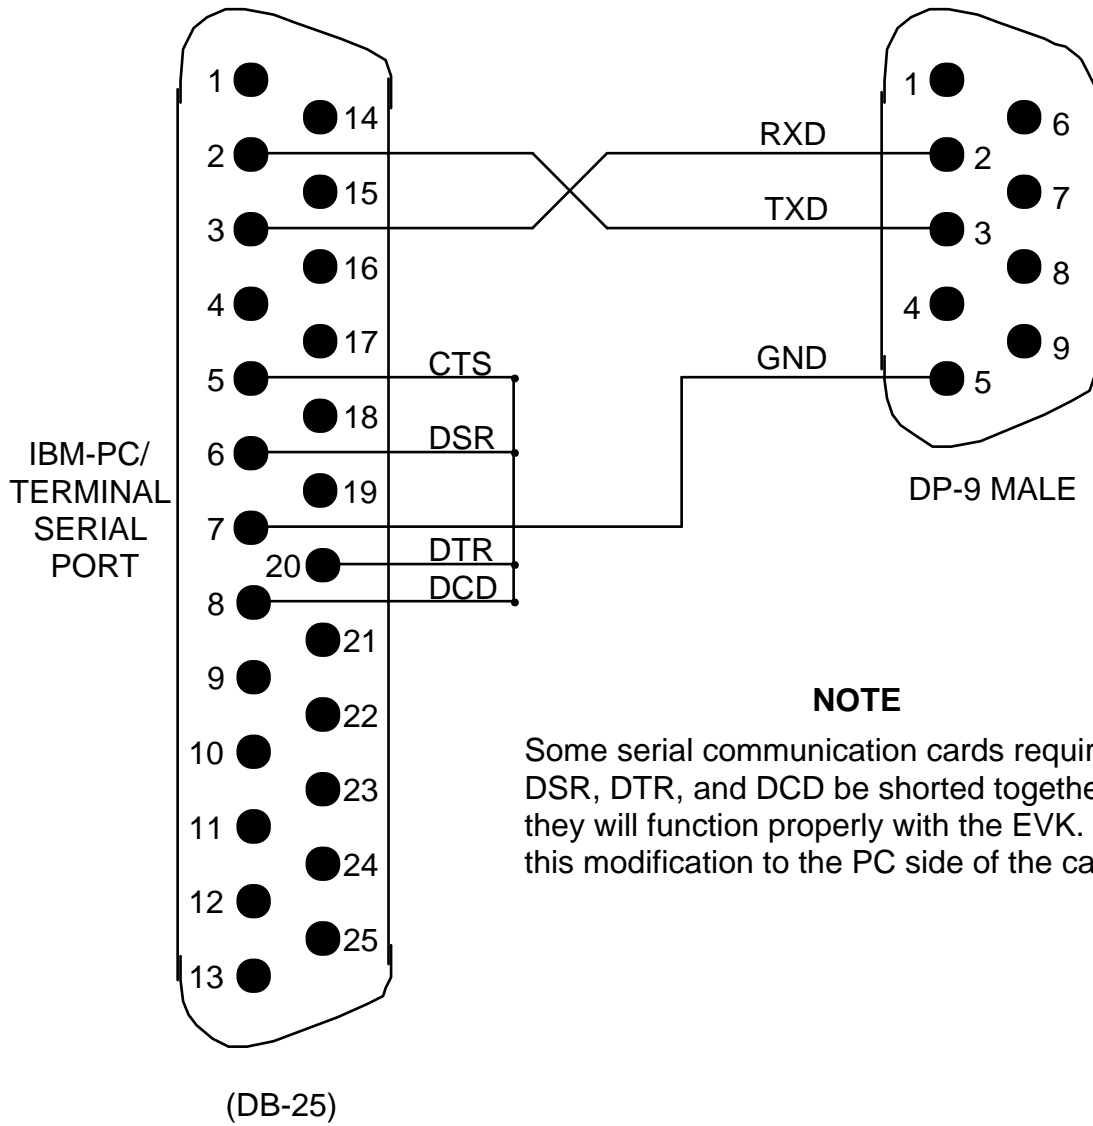 1
14
2
15
3
16
4
17
5
18
6
19
7
20
8
21
9
22
10
23
11
24
12
25
13
IBM-PC/
TERMINAL
SERIAL
PORT
(DB-25)
RXD
TXD
CTS
DSR
GND
DTR
DCD
1
6
2
7
3
8
4
9
5
DP-9 MALE
NOTE
Some serial communication cards
DSR, DTR, and DCD be shorted
they will function properly with the EVK.
this modification to the PC side of the